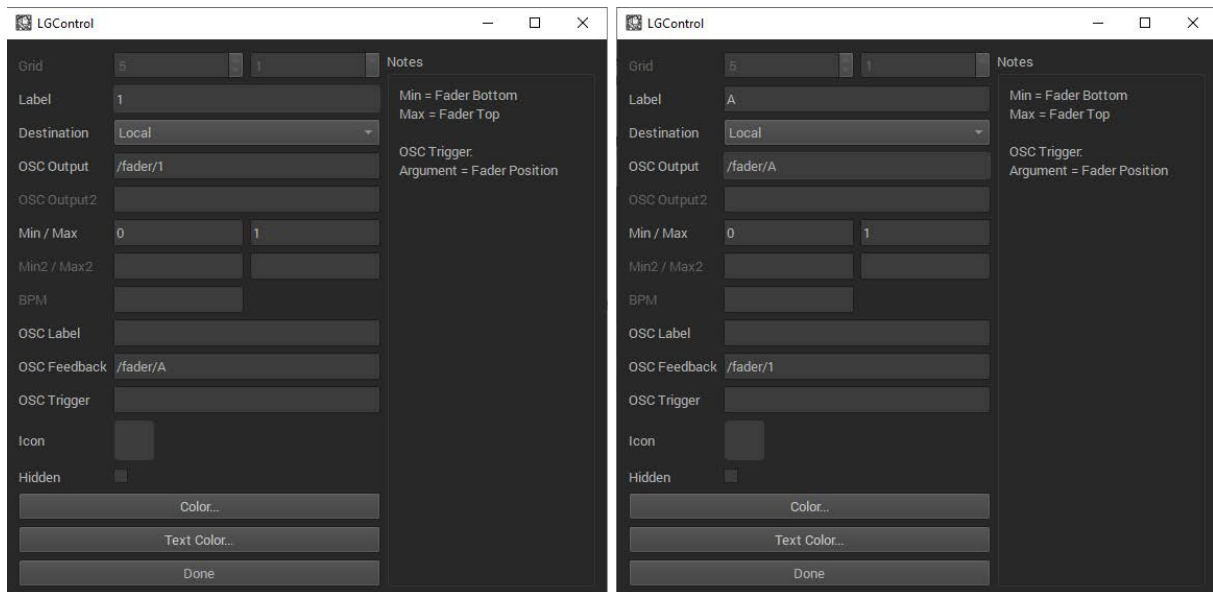 LGControl
Grid 5 1
Label 1
Destination Local
OSC Output /fader/1
OSC Output2
Min / Max 0 1
Min2 / Max2
BPM
OSC Label
OSC Feedback /fader/A
OSC Trigger
Icon
Hidden
Color...
Text Color...
Done
Notes
Min = Fader Bottom
Max = Fader Top
OSC Trigger:
Argument = Fader Position
LGControl
Grid 5 1
Label A
Destination Local
OSC Output /fader/A
OSC Output2
Min / Max 0 1
Min2 / Max2
BPM
OSC Label
OSC Feedback /fader/1
OSC Trigger
Icon
Hidden
Color...
Text Color...
Done
Notes
Min = Fader Bottom
Max = Fader Top
OSC Trigger:
Argument = Fader Position